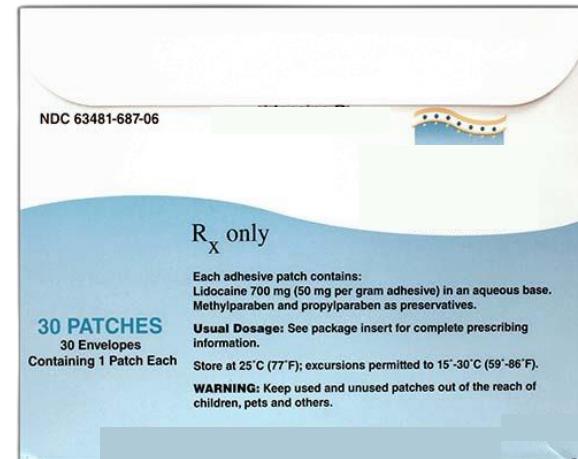 NDC 63481-687-06
Rx only
Each adhesive patch contains:
Lidocaine 700 mg (50 mg per gram adhesive) in an aqueous base.
Methylparaben and propylparaben as preservatives.
30 PATCHES
30 Envelopes
Containing 1 Patch Each
Usual Dosage: See package insert for complete prescribing
information.
Store at 25˚C (77˚F); excursions permitted to 15˚-30˚C (59˚-86˚F).
WARNING: Keep used and unused patches out of the reach of
children, pets and others.